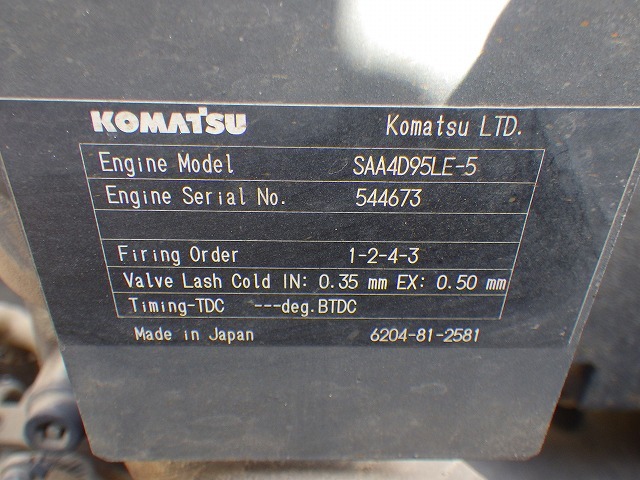 KOMATSU Komatsu LTD.
Engine Model SAA4D95LE-5
Engine Serial No. 544673
Firing Order 1-2-4-3
Valve Lash Cold IN: 0.35 mm EX: 0.50 mm
Timing-TDC ---deg.BTDC
Made in Japan 6204-81-2581